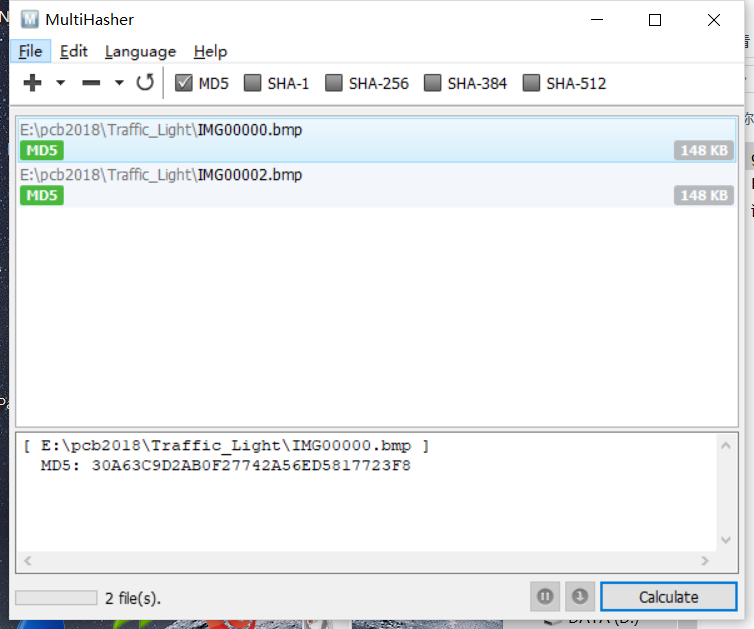 MultiHasher
File Edit Language Help
MD5 SHA-1 SHA-256 SHA-384 SHA-512
E:\pcb2018\Traffic_Light\IMG00000.bmp
MD5 148 KB
E:\pcb2018\Traffic_Light\IMG00002.bmp
MD5 148 KB
[ E:\pcb2018\Traffic_Light\IMG00000.bmp ]
MD5: 30A63C9D2AB0F27742A56ED5817723F8
2 file(s).
Calculate